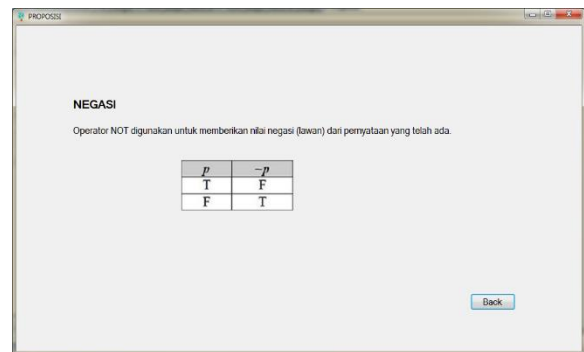 PROPOSISI
NEGASI
Operator NOT digunakan untuk memberikan nilai negasi (lawan) dari pernyataan yang telah ada.
p ~p
T F
F T
Back